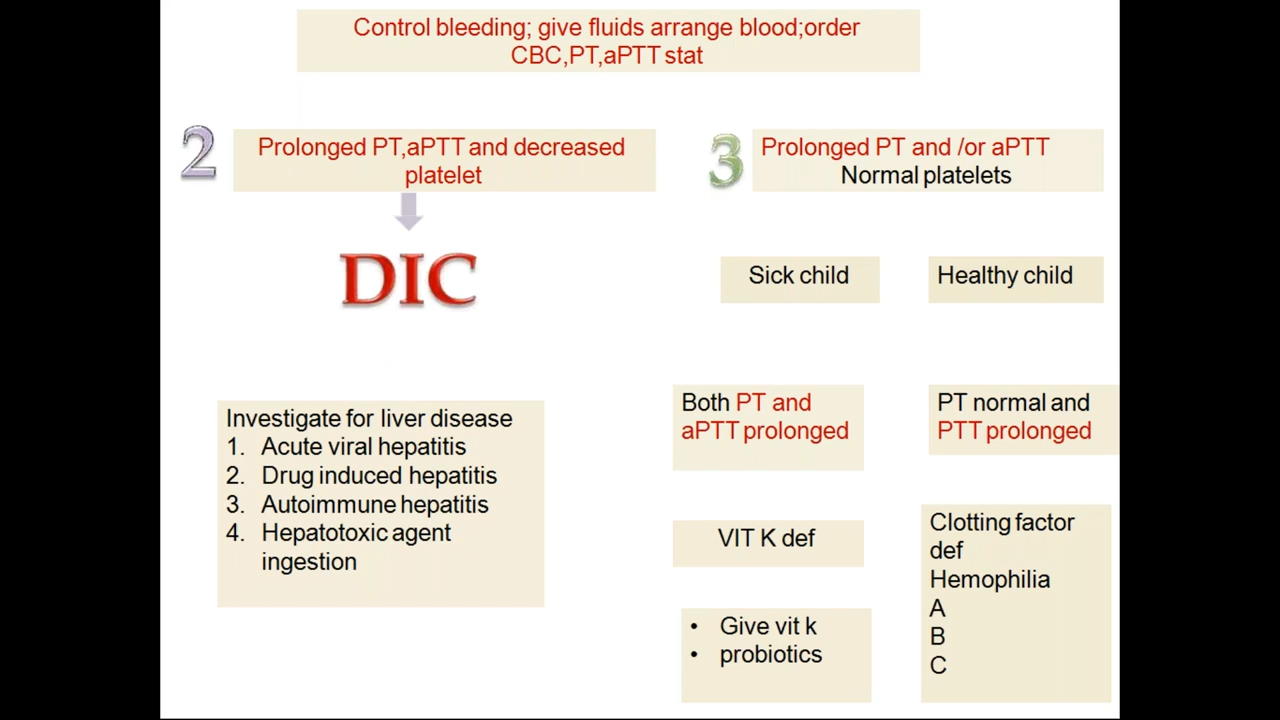 Control bleeding; give fluids arrange blood;order
CBC,PT,aPTT stat
2
Prolonged PT,aPTT and decreased
platelet
DIC
Investigate for liver disease
1. Acute viral hepatitis
2. Drug induced hepatitis
3. Autoimmune hepatitis
4. Hepatotoxic agent
ingestion
3
Prolonged PT and /or aPTT
Normal platelets
Sick child
Healthy child
Both PT and
aPTT prolonged
PT normal and
PTT prolonged
VIT K def
• Give vit k
• probiotics
Clotting factor
def
Hemophilia
A
B
C